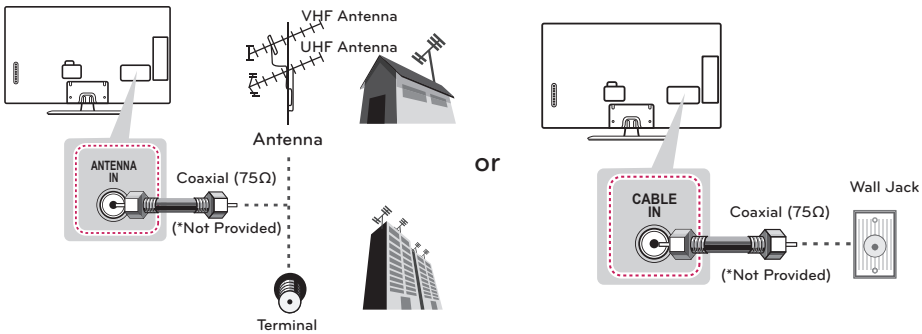 VHF Antenna
UHF Antenna
Antenna
ANTENNA
IN
Coaxial (75Ω)
(*Not Provided)
Terminal
or
CABLE
IN
Coaxial (75Ω)
(*Not Provided)
Wall Jack